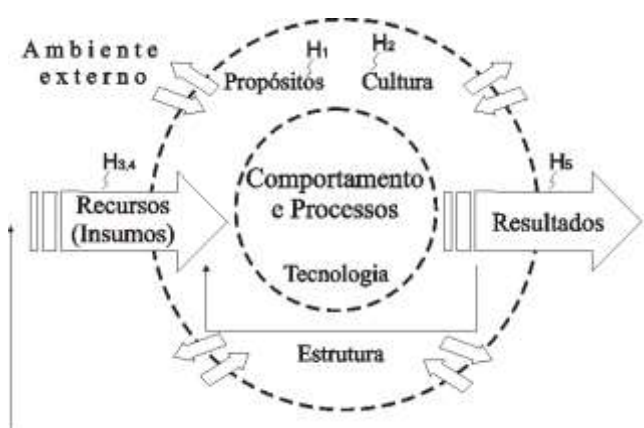 Ambiente
externo
H1
H2
Propósitos
Cultura
H3,4
Recursos
(Insumos)
Comportamento
e Processos
Tecnologia
H5
Resultados
Estrutura